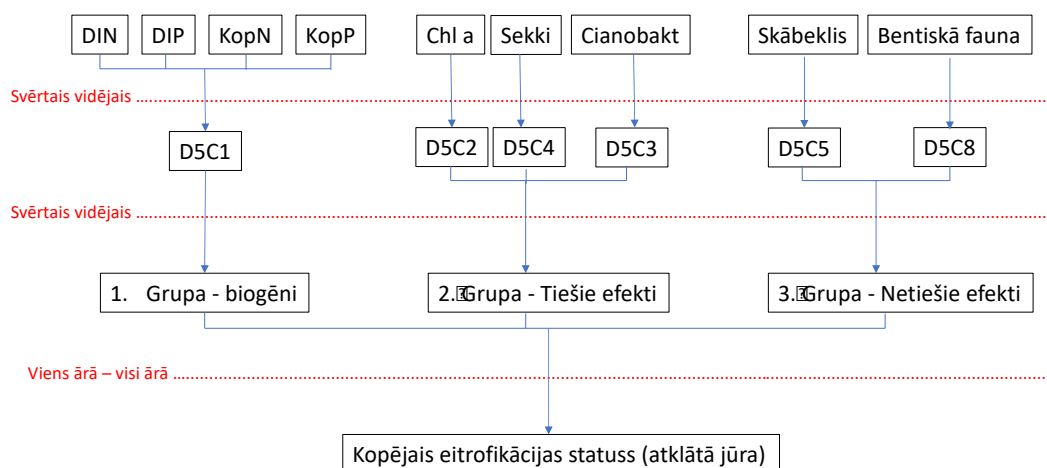 DIN DIP KopN KopP Chl a Sekki Cianobakt Skābeklis Bentiskā fauna
Svērtais vidējais
D5C1 D5C2 D5C4 D5C3 D5C5 D5C8
Svērtais vidējais
1. Grupa - biogēni 2. Grupa - Tiešie efekti 3. Grupa - Netiešie efekti
Viens ārā – visi ārā
Kopējais eitrofikācijas statuss (atklātā jūra)